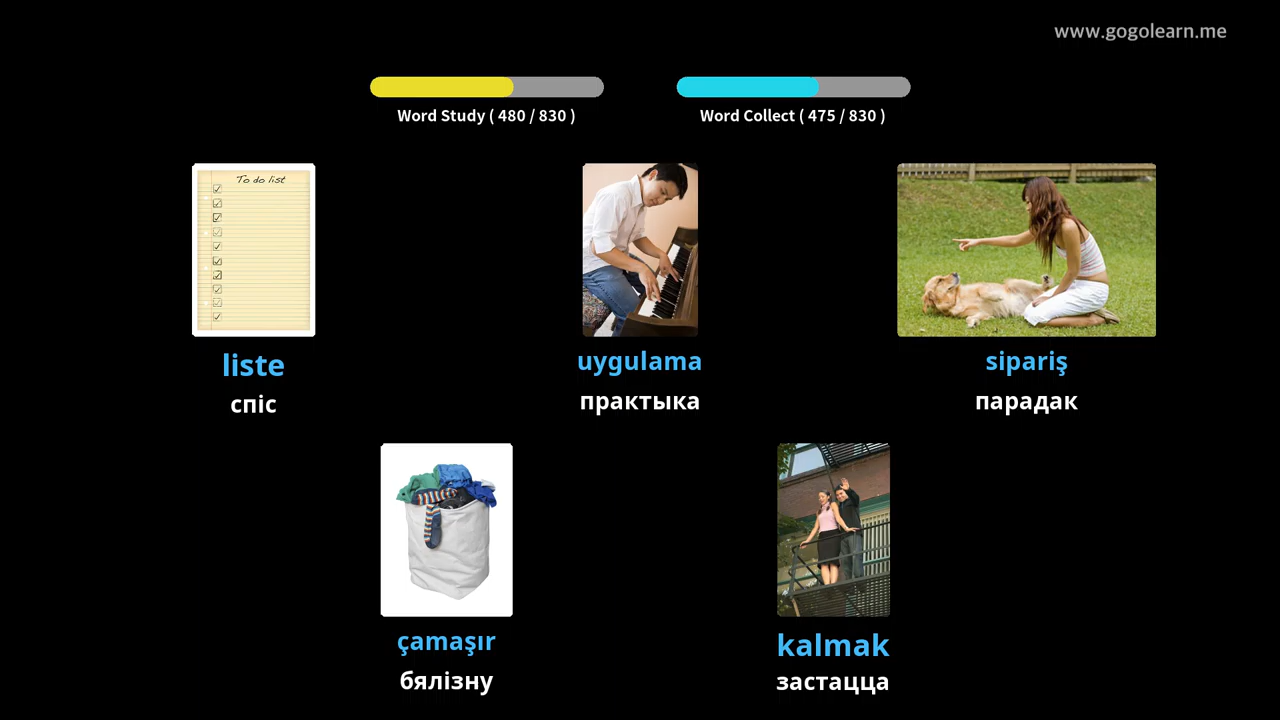 www.gogolearn.me
Word Study ( 480 / 830 )
Word Collect ( 475 / 830 )
To do list
liste
спіс
uygulama
практыка
sipariş
парадак
çamaşır
бялізну
kalmak
застацца